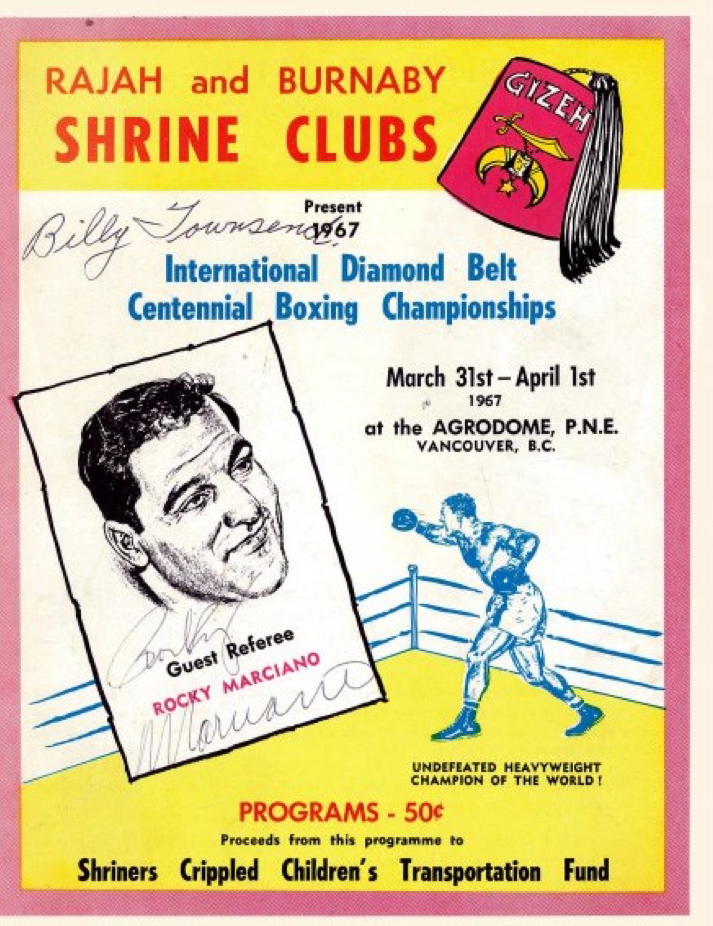 RAJAH and BURNABY
SHRINE CLUBS
GIZEH
Present
Billy Townsend
1967
International Diamond Belt
Centennial Boxing Championships
March 31st – April 1st
1967
at the AGRODOME, P.N.E.
VANCOUVER, B.C.
Rocky
Guest Referee
ROCKY MARCIANO
Marciano
UNDEFEATED HEAVYWEIGHT
CHAMPION OF THE WORLD !
PROGRAMS - 50¢
Proceeds from this programme to
Shriners Crippled Children's Transportation Fund